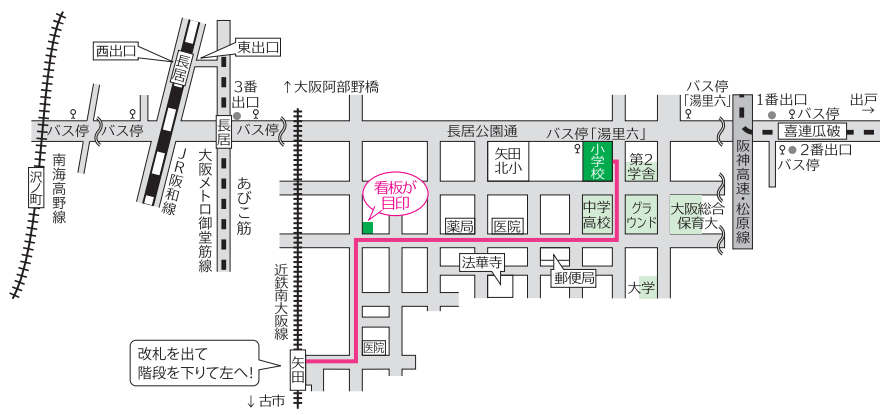 西出口
長居
東出口
3番
出口
↑大阪阿部野橋
バス停
「湯里六」
1番出口
バス停
出戸
→
バス停
バス停
長居
バス停
長居公園通
バス停「湯里六」
喜連瓜破
2番出口
バス停
沢ノ町
南海高野線
JR阪和線
大阪メトロ御堂筋線
あびこ筋
看板が
目印
矢田
北小
小学校
第2
学舎
阪神高速・松原線
薬局
医院
中学
高校
グラ
ウンド
大阪総合
保育大
近鉄南大阪線
法華寺
郵便局
大学
改札を出て
階段を下りて左へ!
矢田
医院
↓古市